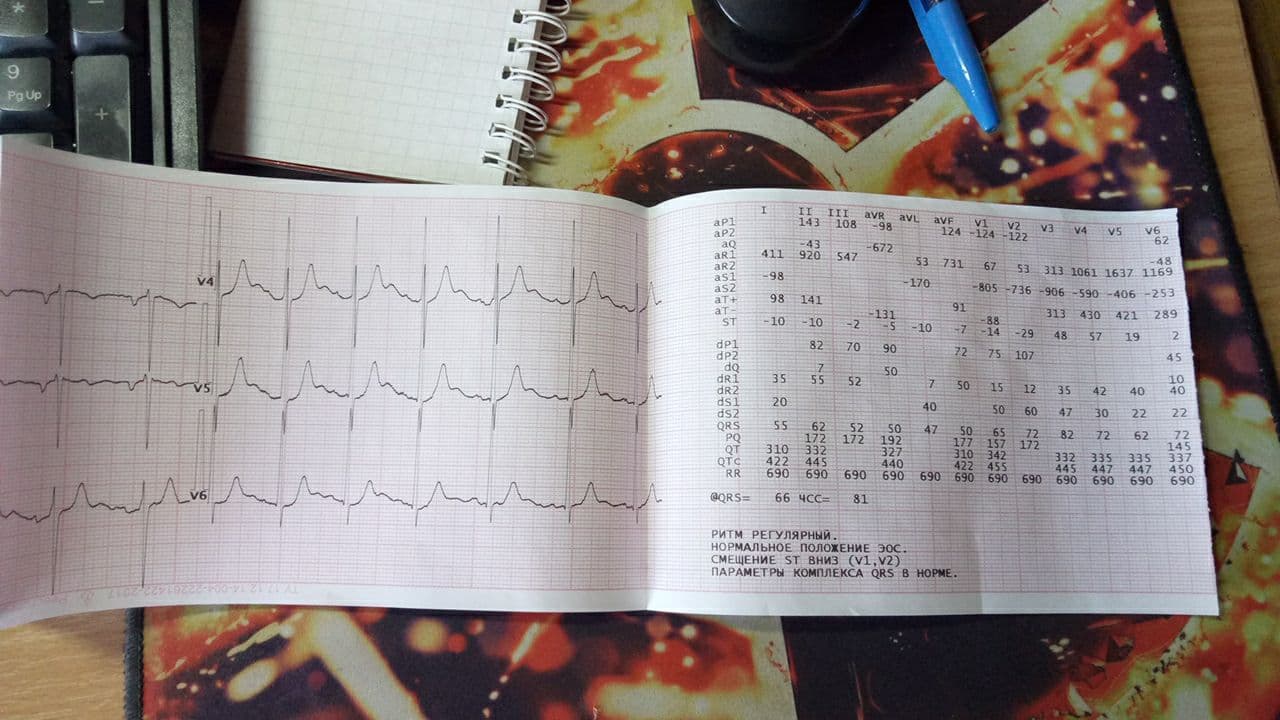 *
–
9
Pg Up
+
V4
V5
V6
I II III aVR aVL aVF V1 V2 V3 V4 V5 V6
aP1 143 108 -98 124 -124 -122 62
aP2
aQ -43 -672 -48
aR1 411 920 547 53 731 67 53 313 1061 1637 1169
aR2
aS1 -98 -170 -805 -736 -906 -590 -406 -253
aS2
aT+ 98 141 91 313 430 421 289
aT- -131 -88
ST -10 -10 -2 -5 -10 -7 -14 -29 48 57 19 2
dP1 82 70 90 72 75 107 45
dP2
dQ 7 50 10
dR1 35 55 52 7 50 15 12 35 42 40 40
dR2
dS1 20 40 50 60 47 30 22 22
dS2
QRS 55 62 52 50 47 50 65 72 82 72 62 72
PQ 172 172 192 177 157 172 145
QT 310 332 327 310 342 332 335 335 337
QTc 422 445 440 422 455 445 447 447 450
RR 690 690 690 690 690 690 690 690 690 690 690 690
@QRS= 66 ЧСС= 81
РИТМ РЕГУЛЯРНЫЙ.
НОРМАЛЬНОЕ ПОЛОЖЕНИЕ ЭОС.
СМЕЩЕНИЕ ST ВНИЗ (V1,V2)
ПАРАМЕТРЫ КОМПЛЕКСА QRS В НОРМЕ.